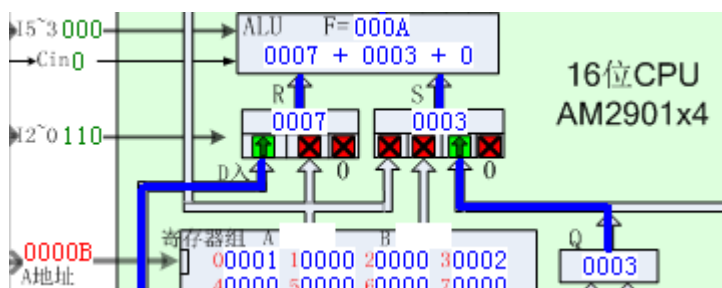 I5~3 000
ALU F= 000A
Cin 0
0007 + 0003 + 0
16位CPU
AM2901x4
R S
0007 0003
I2~0 110
D入 0 0
寄存器组 A B
Q
0000B
A地址
00001 10000 20000 30002
0003
40000 50000 60000 70000